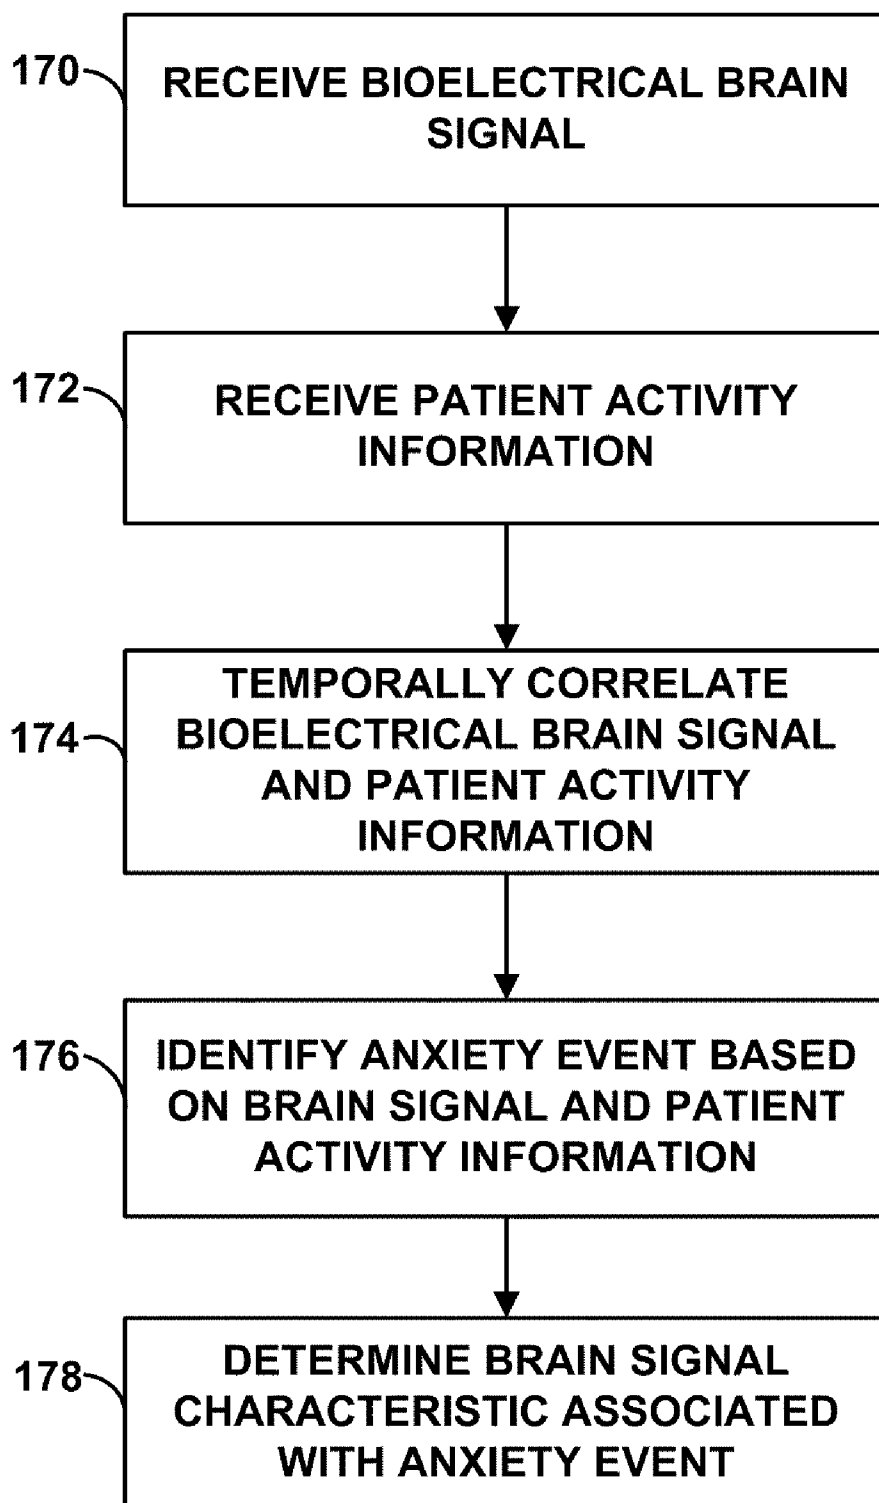 170
RECEIVE BIOELECTRICAL BRAIN
SIGNAL
172
RECEIVE PATIENT ACTIVITY
INFORMATION
174
TEMPORALLY CORRELATE
BIOELECTRICAL BRAIN SIGNAL
AND PATIENT ACTIVITY
INFORMATION
176
IDENTIFY ANXIETY EVENT BASED
ON BRAIN SIGNAL AND PATIENT
ACTIVITY INFORMATION
178
DETERMINE BRAIN SIGNAL
CHARACTERISTIC ASSOCIATED
WITH ANXIETY EVENT